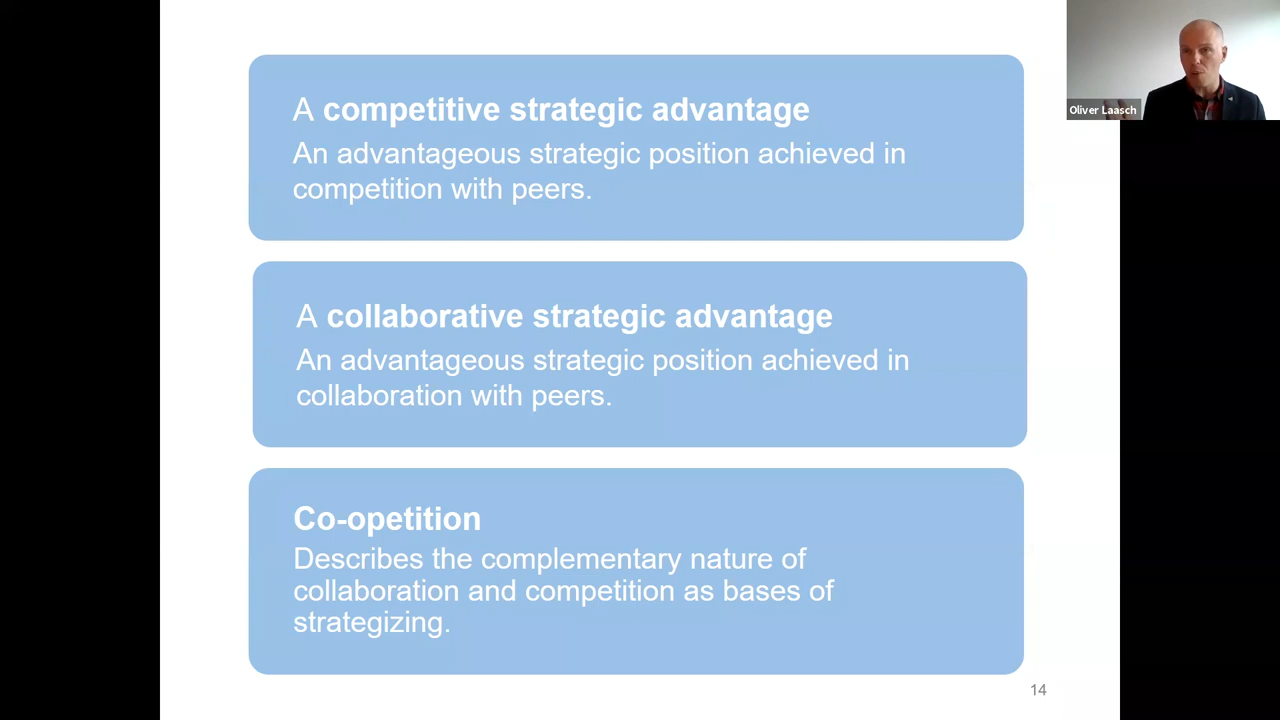 A competitive strategic advantage
An advantageous strategic position achieved in
competition with peers.
A collaborative strategic advantage
An advantageous strategic position achieved in
collaboration with peers.
Co-opetition
Describes the complementary nature of
collaboration and competition as bases of
strategizing.
14
Oliver Laasch